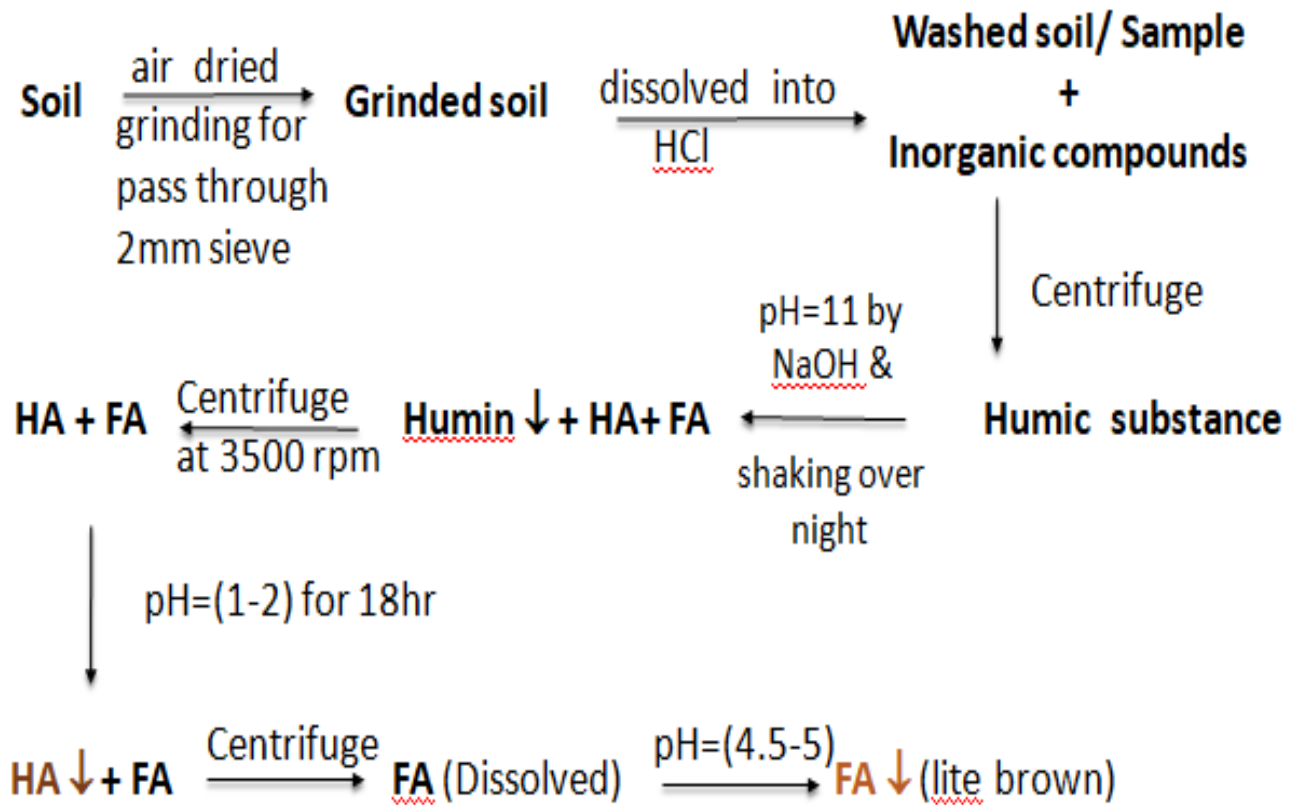 Soil
air dried
grinding for
pass through
2mm sieve
Grinded soil
dissolved into
HCl
Washed soil/ Sample
+
Inorganic compounds
Centrifuge
Humic substance
pH=11 by
NaOH &
shaking over
night
Humin ↓ + HA+ FA
Centrifuge
at 3500 rpm
HA + FA
pH=(1-2) for 18hr
HA ↓ + FA
Centrifuge
FA (Dissolved)
pH=(4.5-5)
FA ↓ (lite brown)